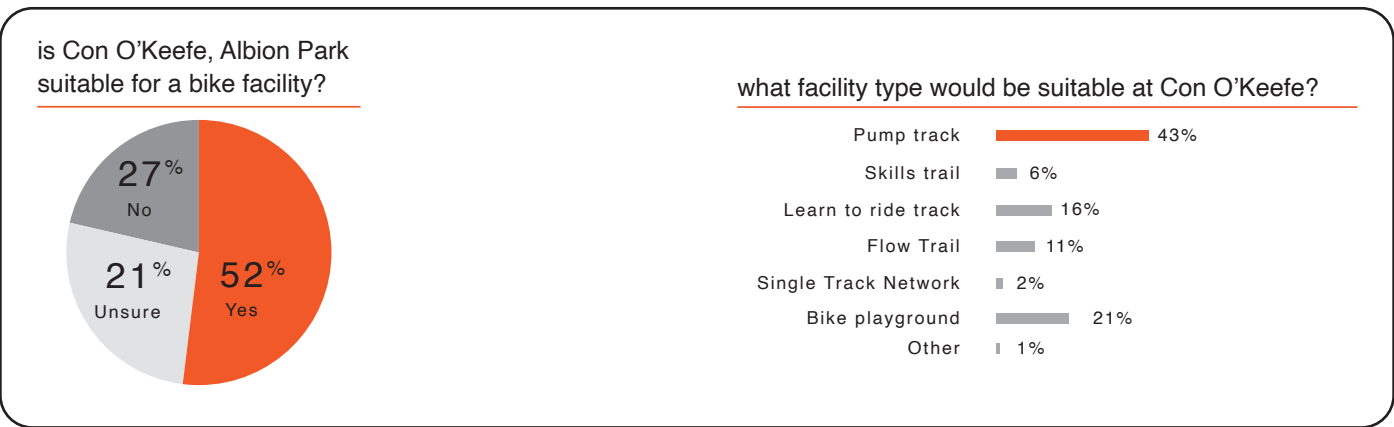 is Con O'Keefe, Albion Park
suitable for a bike facility?
27%
No
21%
Unsure
52%
Yes
what facility type would be suitable at Con O'Keefe?
Pump track 43%
Skills trail 6%
Learn to ride track 16%
Flow Trail 11%
Single Track Network 2%
Bike playground 21%
Other 1%